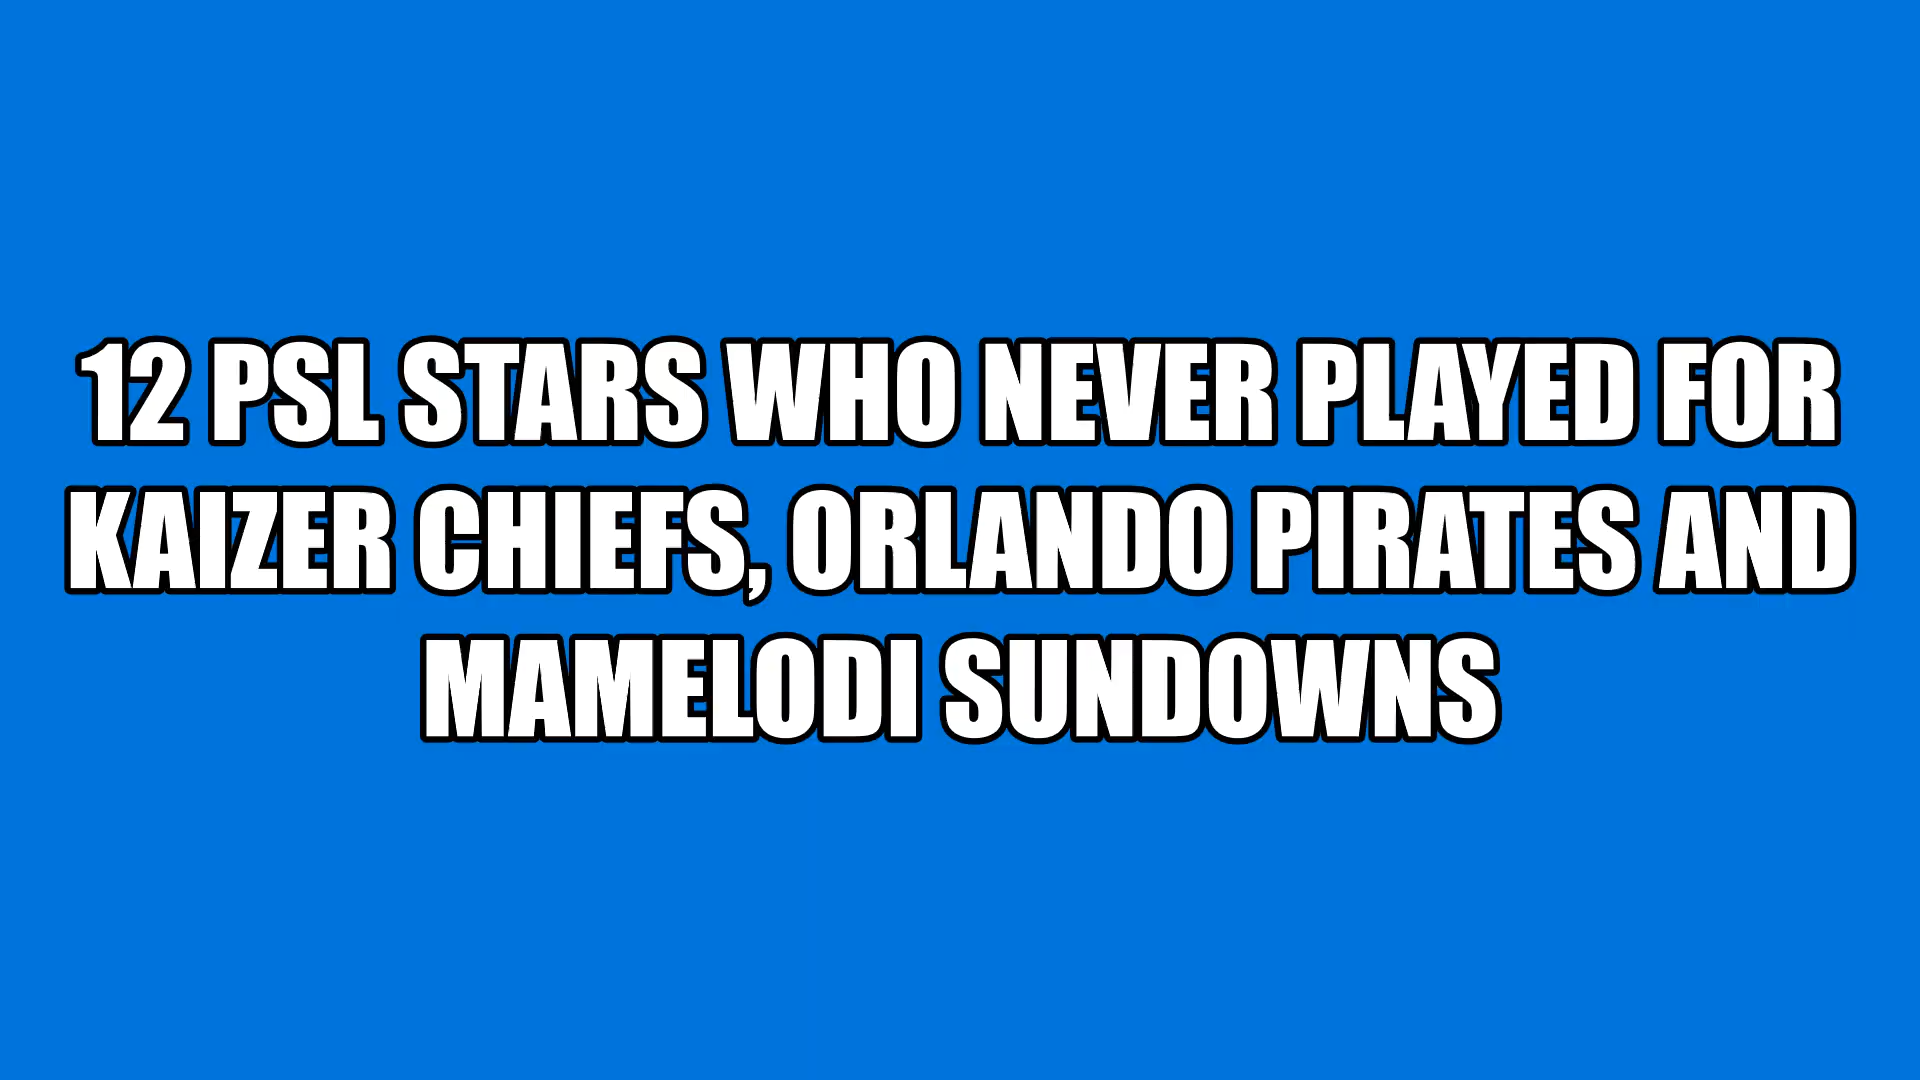 12 PSL STARS WHO NEVER PLAYED FOR
KAIZER CHIEFS, ORLANDO PIRATES AND
MAMELODI SUNDOWNS